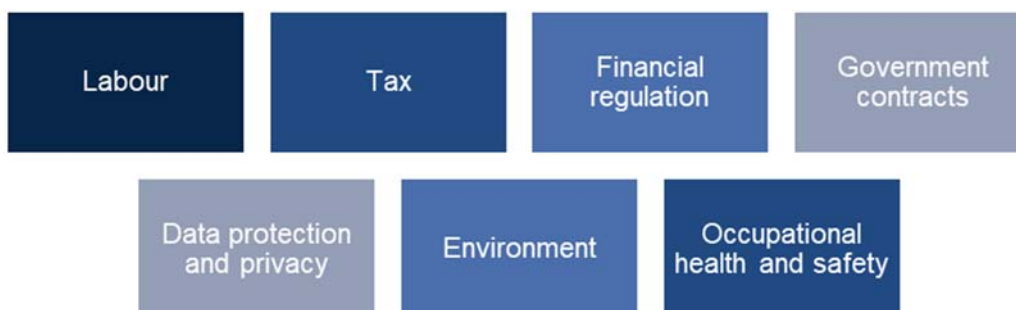 Labour
Tax
Financial
regulation
Government
contracts
Data protection
and privacy
Environment
Occupational
health and safety